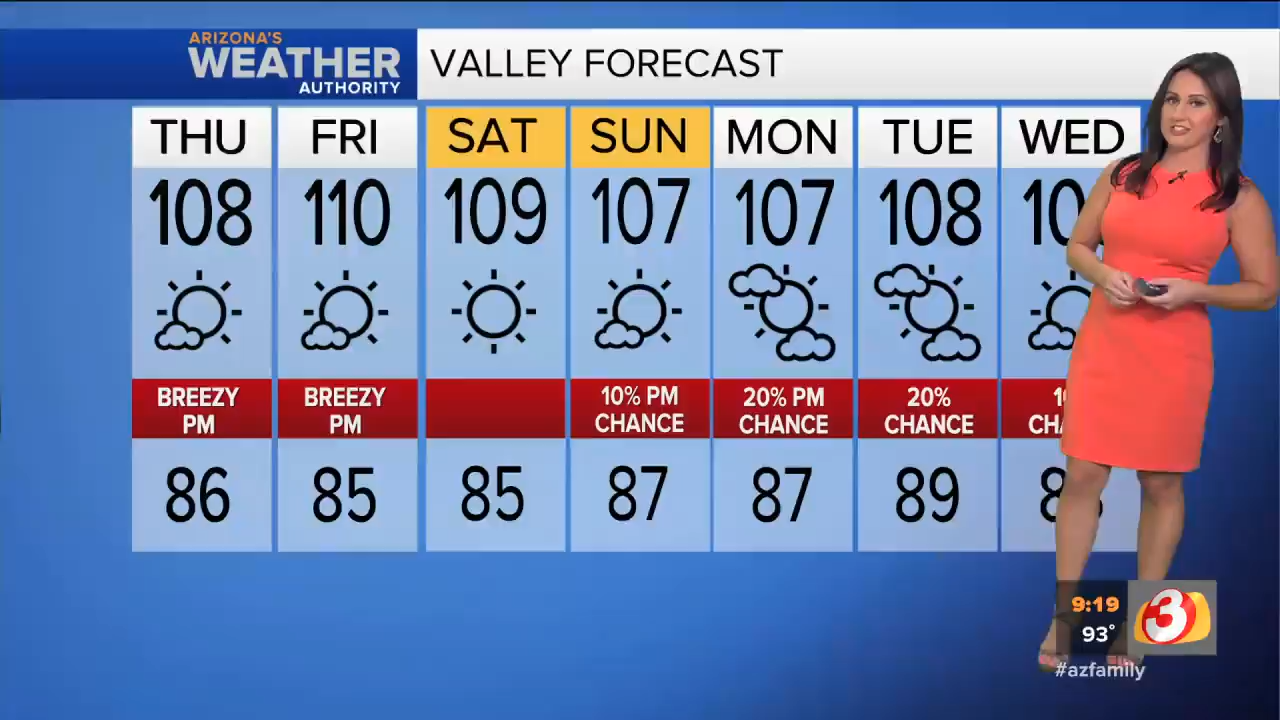 ARIZONA'S
WEATHER
AUTHORITY
VALLEY FORECAST
THU FRI SAT SUN MON TUE WED
108 110 109 107 107 108
BREEZY PM
BREEZY PM
10% PM CHANCE
20% PM CHANCE
20% CHANCE
86 85 85 87 87 89
9:19
93°
3
#azfamily